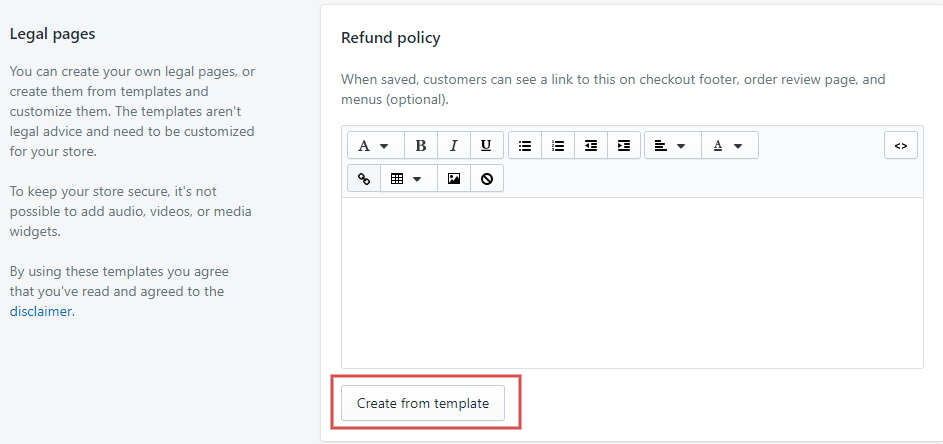 Legal pages
You can create your own legal pages, or
create them from templates and
customize them. The templates aren't
legal advice and need to be customized
for your store.
To keep your store secure, it's not
possible to add audio, videos, or media
widgets.
By using these templates you agree
that you've read and agreed to the
disclaimer.
Refund policy
When saved, customers can see a link to this on checkout footer, order review page, and
menus (optional).
A B I U A <>
Create from template